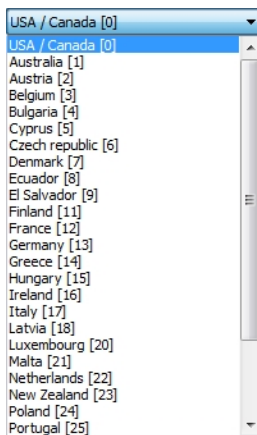 USA / Canada [0]
USA / Canada [0]
Australia [1]
Austria [2]
Belgium [3]
Bulgaria [4]
Cyprus [5]
Czech republic [6]
Denmark [7]
Ecuador [8]
El Salvador [9]
Finland [11]
France [12]
Germany [13]
Greece [14]
Hungary [15]
Ireland [16]
Italy [17]
Latvia [18]
Luxembourg [20]
Malta [21]
Netherlands [22]
New Zealand [23]
Poland [24]
Portugal [25]